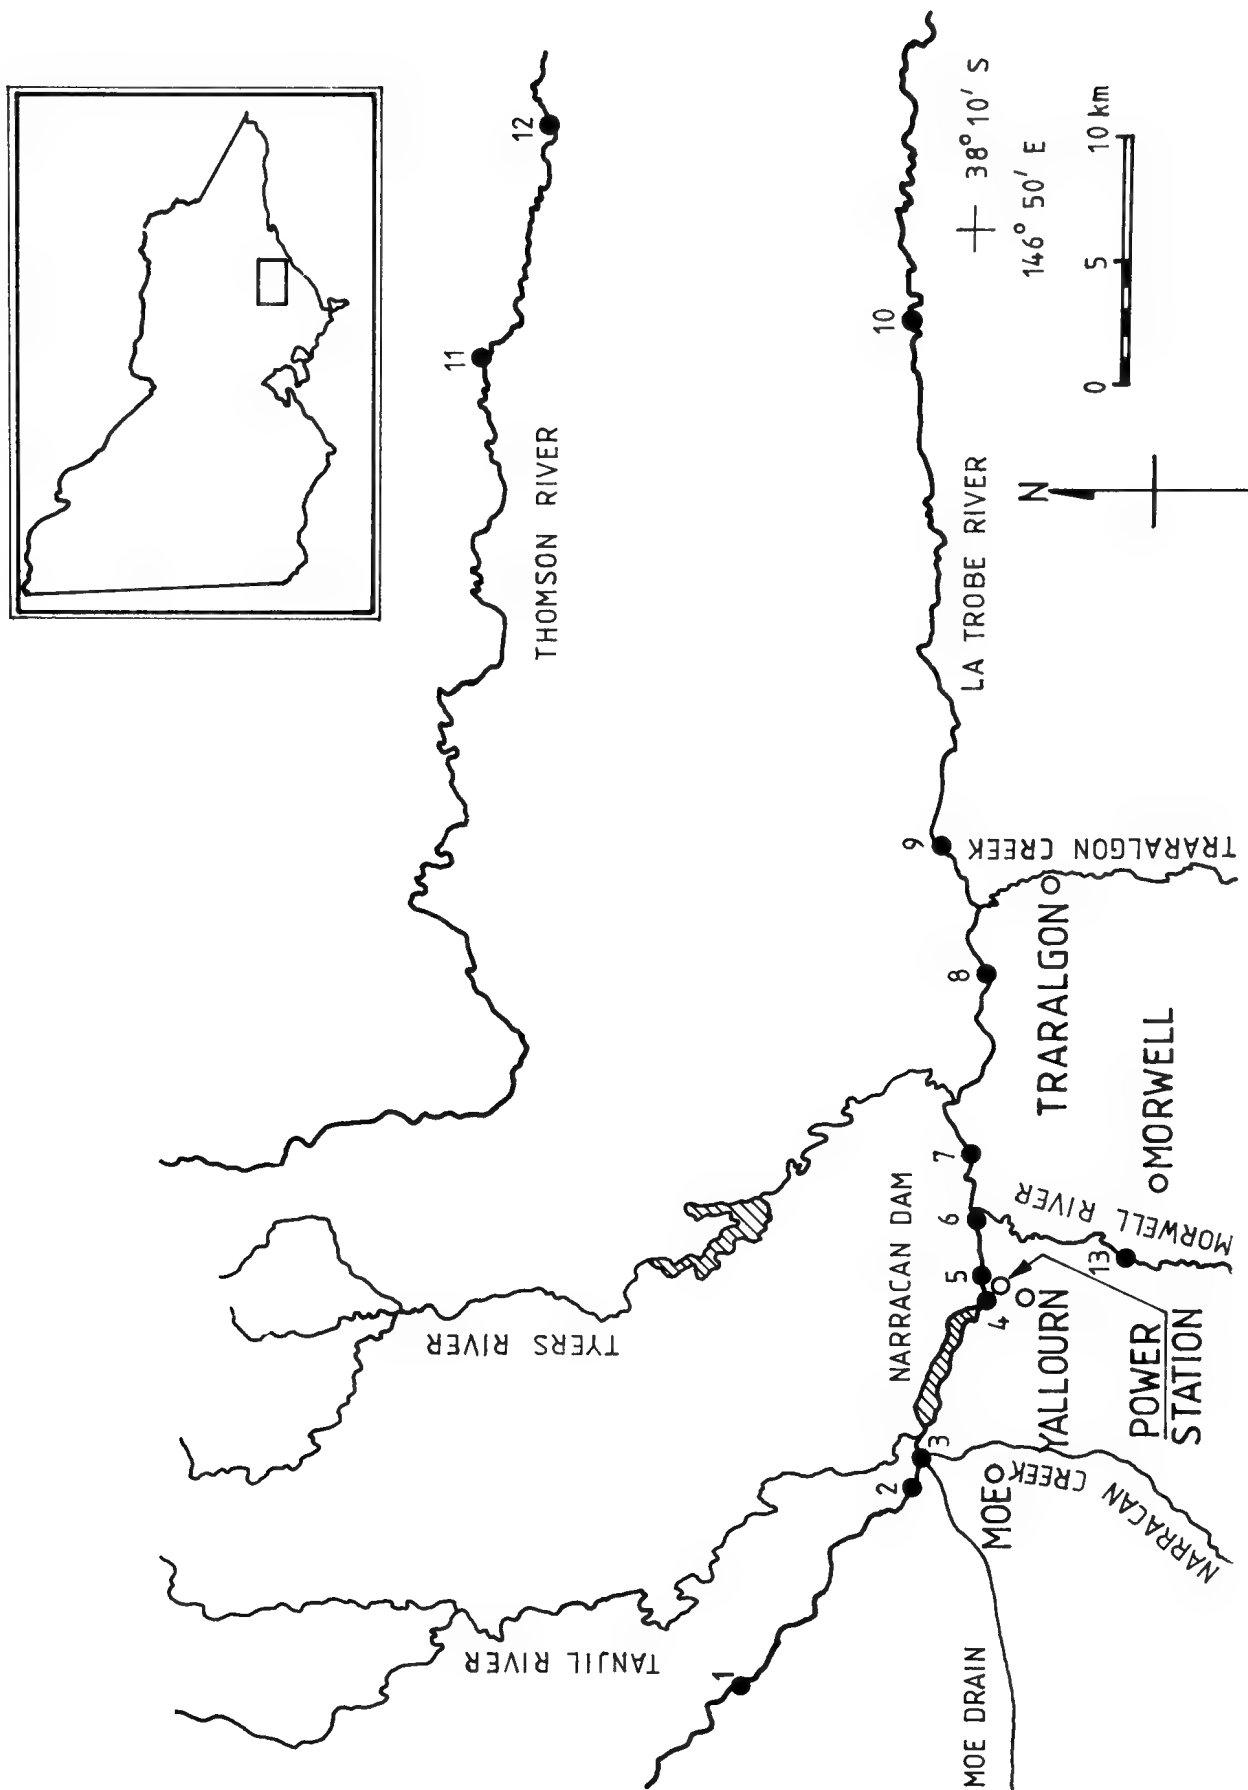 12
11
THOMSON RIVER
10
38° 10' S
146° 50' E
0 5 10 km
N
LA TROBE RIVER
9
TRARALGON CREEK
8
TRARALGON
MORWELL
7
6
MORWELL RIVER
13
5
4
NARRACAN DAM
TYERS RIVER
YALLOURN
POWER
STATION
3
2
MOE
NARRACAN CREEK
TANJIL RIVER
1
MOE DRAIN